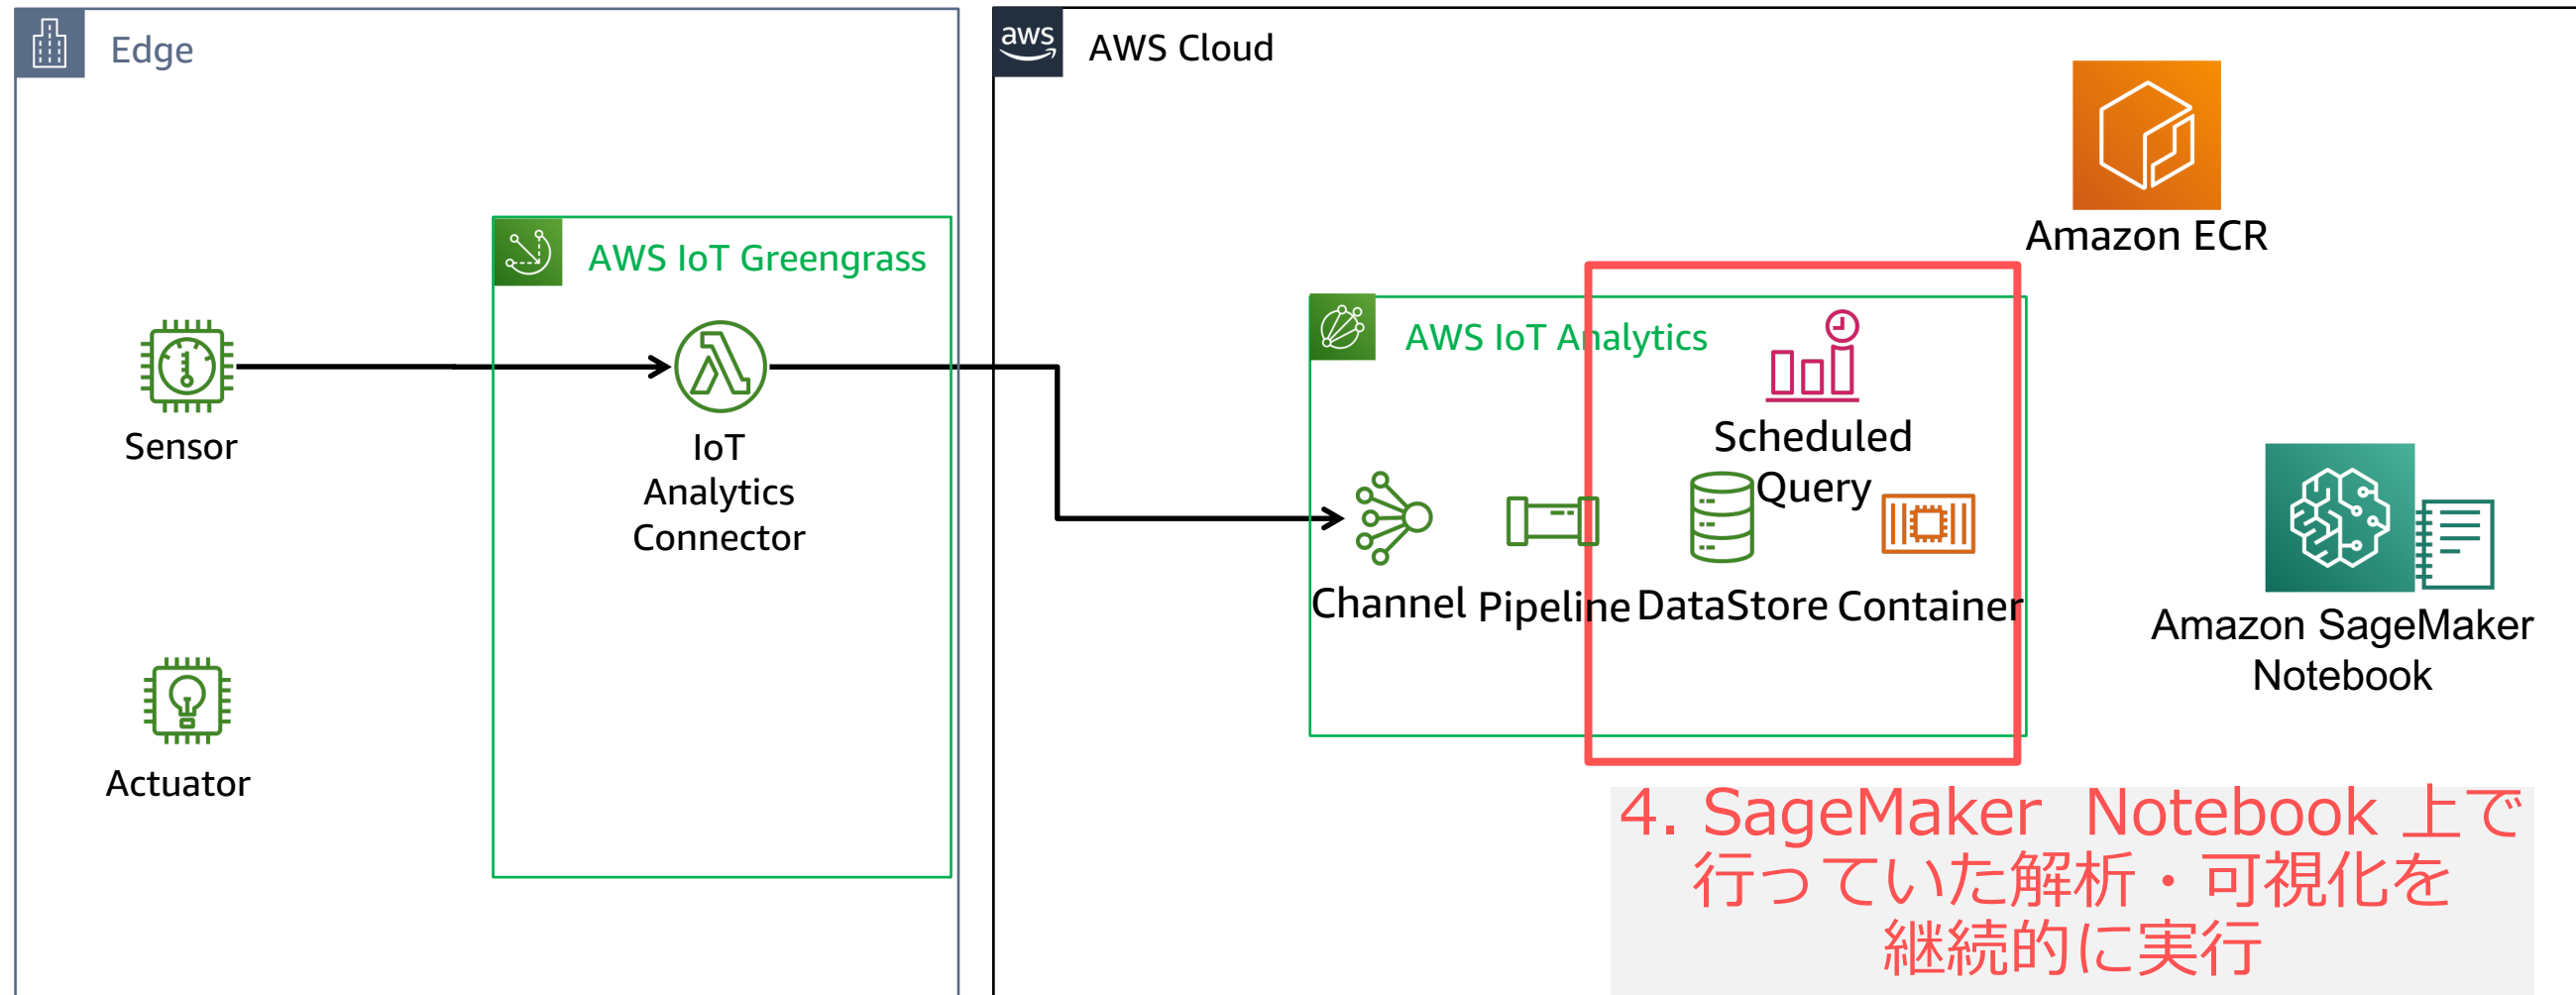 Edge
aws
AWS Cloud
Amazon ECR
AWS IoT Greengrass
AWS IoT Analytics
Sensor
IoT
Analytics
Connector
Scheduled
Query
Channel
Pipeline
DataStore
Container
Amazon SageMaker
Notebook
Actuator
4. SageMaker Notebook 上で
行っていた解析・可視化を
継続的に実行